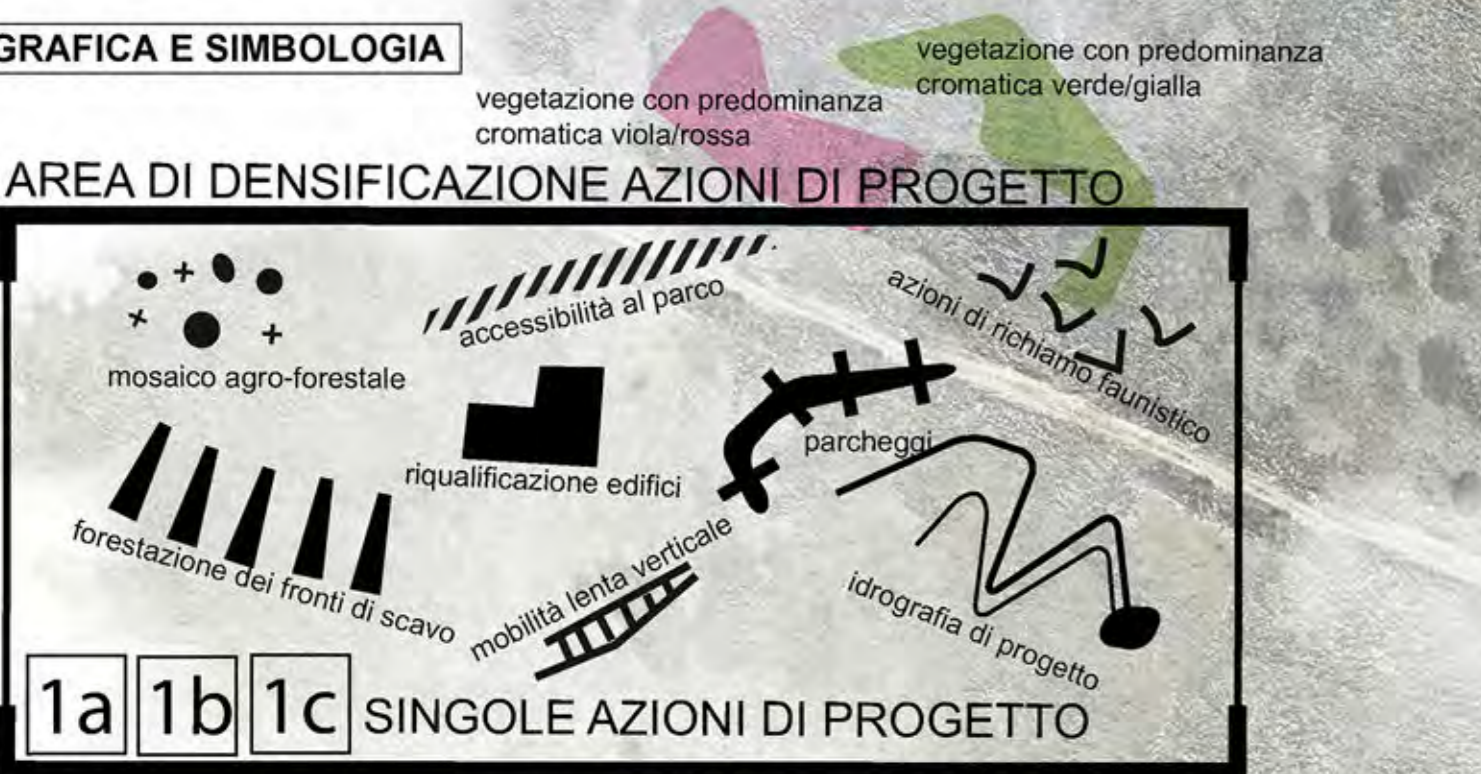 GRAFICA E SIMBOLOGIA
vegetazione con predominanza
cromatica verde/gialla
vegetazione con predominanza
cromatica viola/rossa
AREA DI DENSIFICAZIONE AZIONI DI PROGETTO
mosaico agro-forestale
accessibilità al parco
azioni di richiamo faunistico
riqualificazione edifici
parcheggi
forestazione dei fronti di scavo
mobilità lenta verticale
idrografia di progetto
1a 1b 1c SINGOLE AZIONI DI PROGETTO